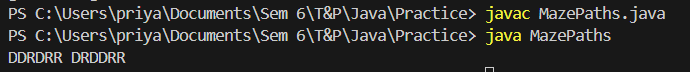 PS C:\Users\priya\Documents\Sem 6\T&P\Java\Practice> javac MazePaths.java
PS C:\Users\priya\Documents\Sem 6\T&P\Java\Practice> java MazePaths
DDRDRR DRDDRR